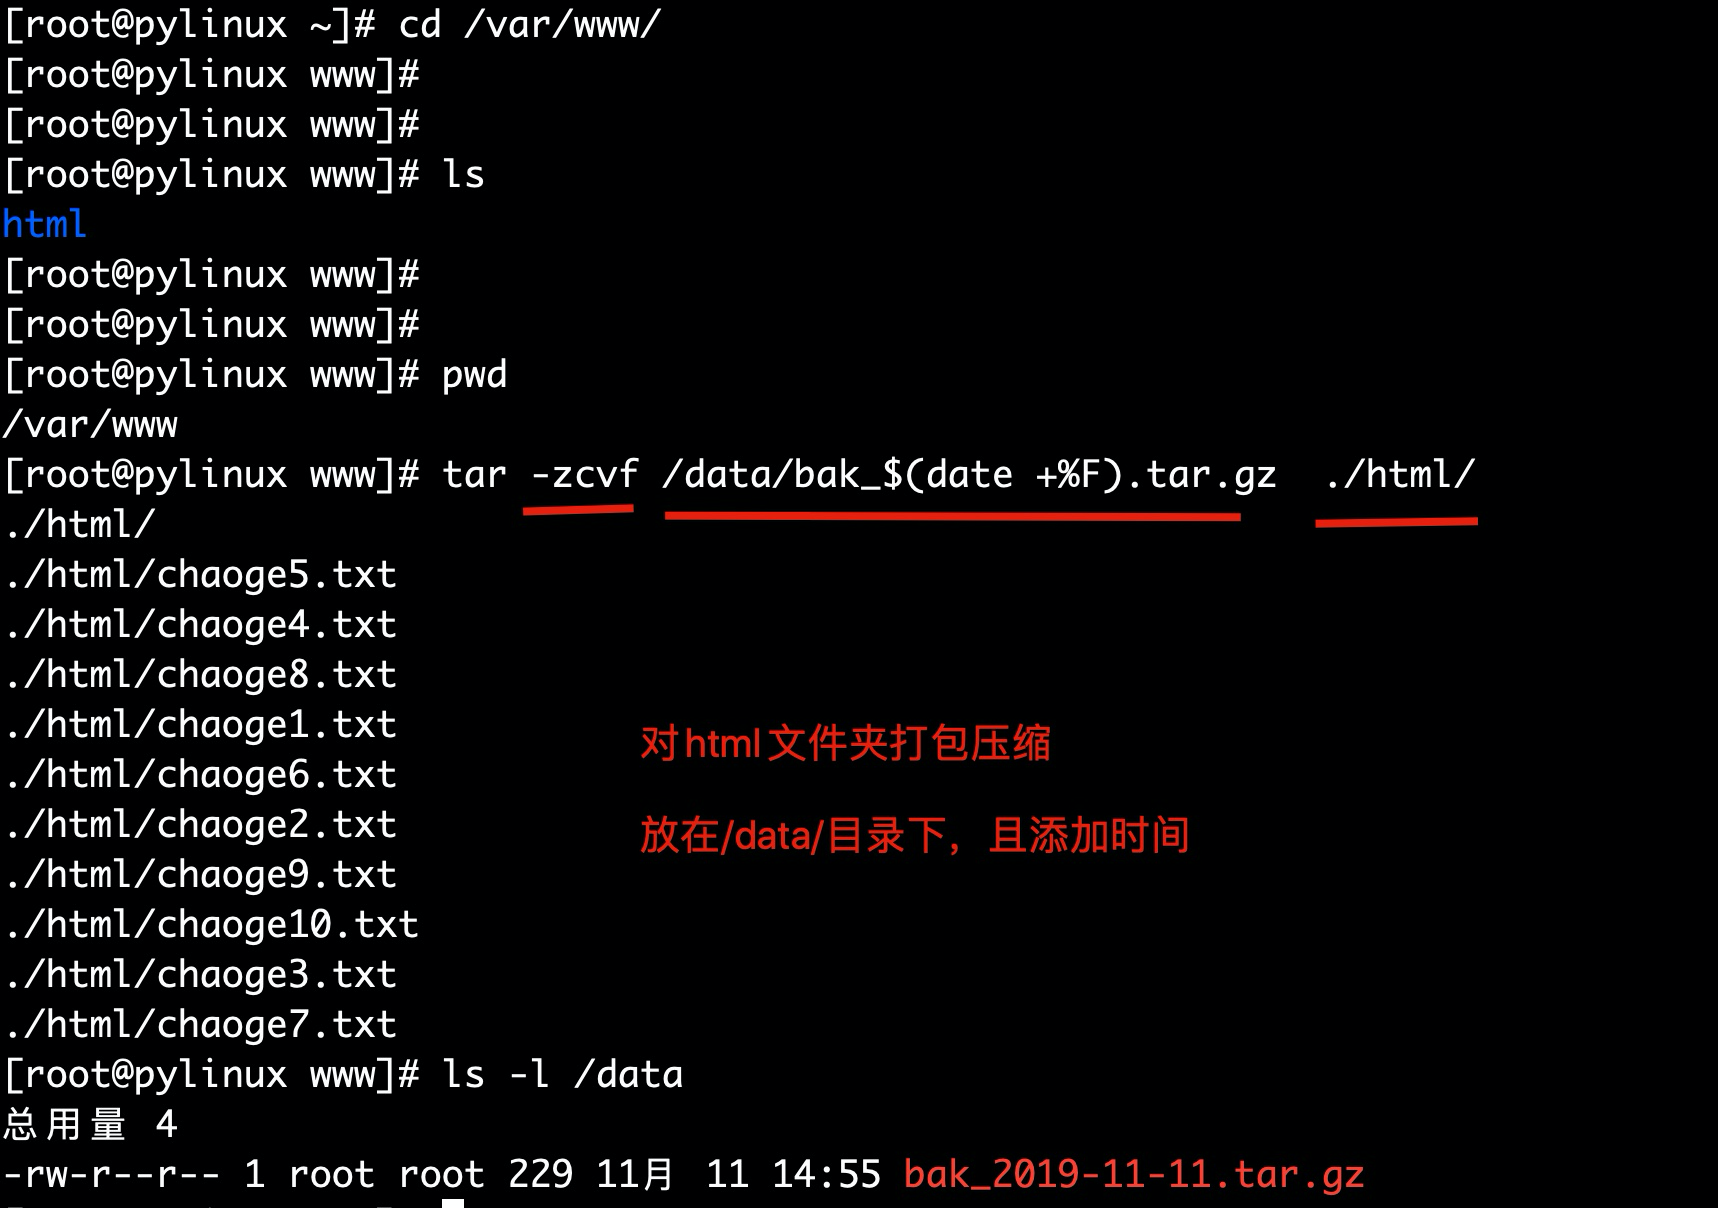 [root@pylinux ~]# cd /var/www/
[root@pylinux www]#
[root@pylinux www]#
[root@pylinux www]# ls
html
[root@pylinux www]#
[root@pylinux www]#
[root@pylinux www]# pwd
/var/www
[root@pylinux www]# tar -zcvf /data/bak_$(date +%F).tar.gz  ./html/
./html/
./html/chaoge5.txt
./html/chaoge4.txt
./html/chaoge8.txt
./html/chaoge1.txt
./html/chaoge6.txt
./html/chaoge2.txt
./html/chaoge9.txt
./html/chaoge10.txt
./html/chaoge3.txt
./html/chaoge7.txt
对html文件夹打包压缩
放在/data/目录下，且添加时间
[root@pylinux www]# ls -l /data
总用量 4
-rw-r--r-- 1 root root 229 11月  11 14:55 bak_2019-11-11.tar.gz